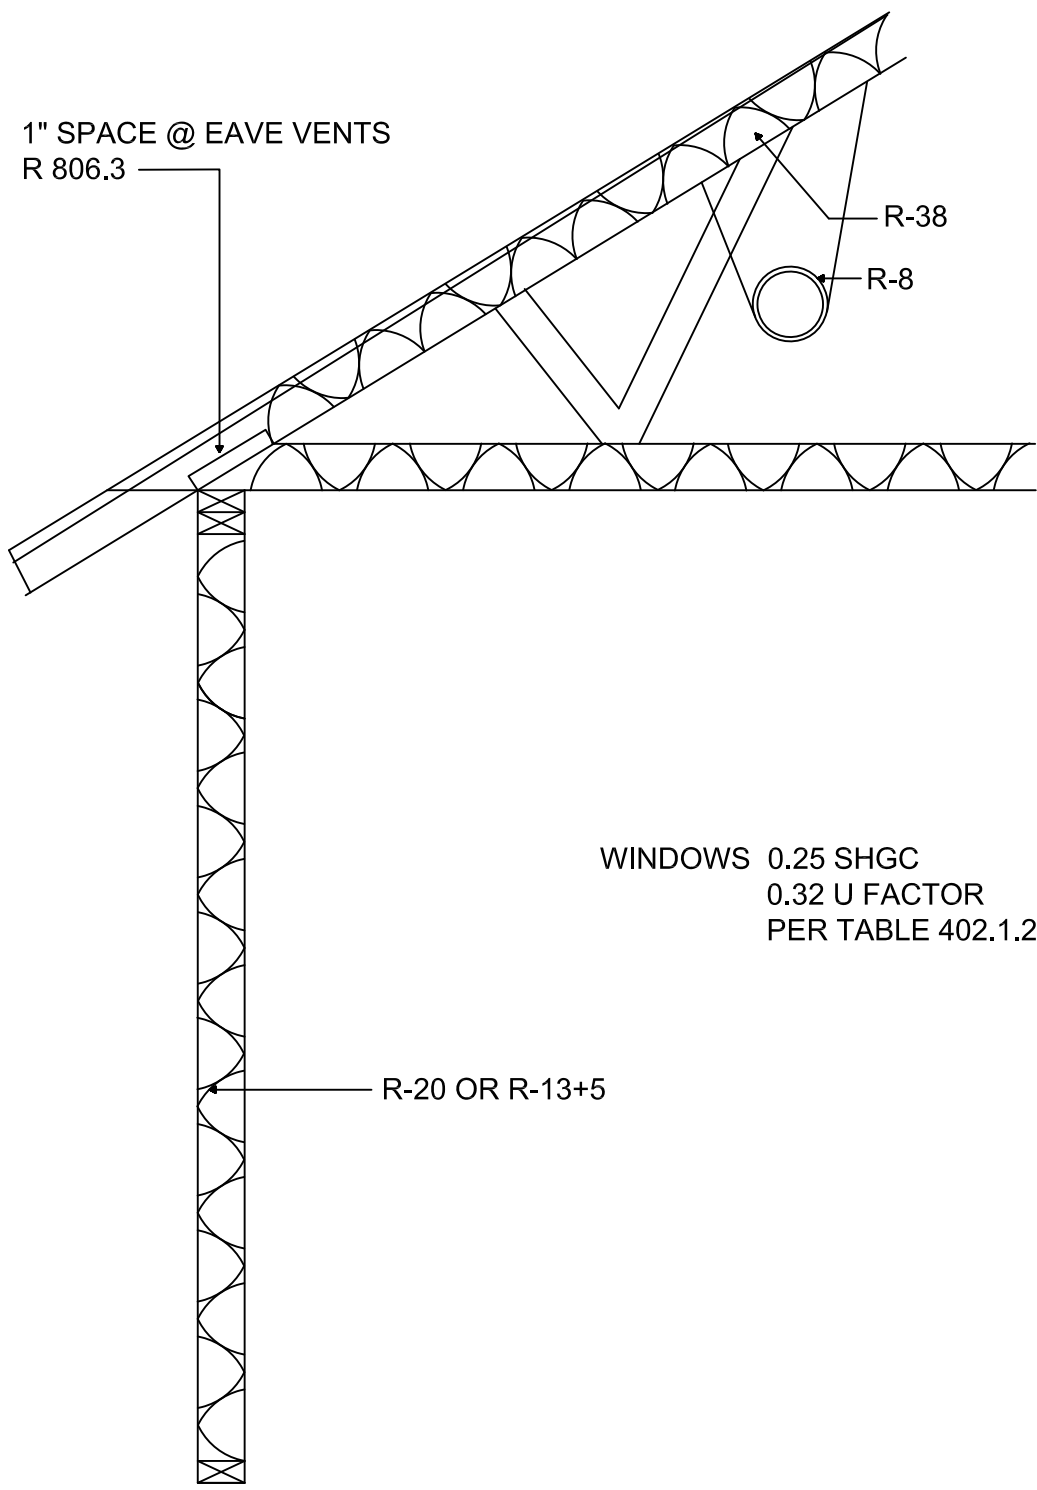 1" SPACE @ EAVE VENTS
R 806.3
R-38
R-8
WINDOWS 0.25 SHGC
0.32 U FACTOR
PER TABLE 402.1.2
R-20 OR R-13+5